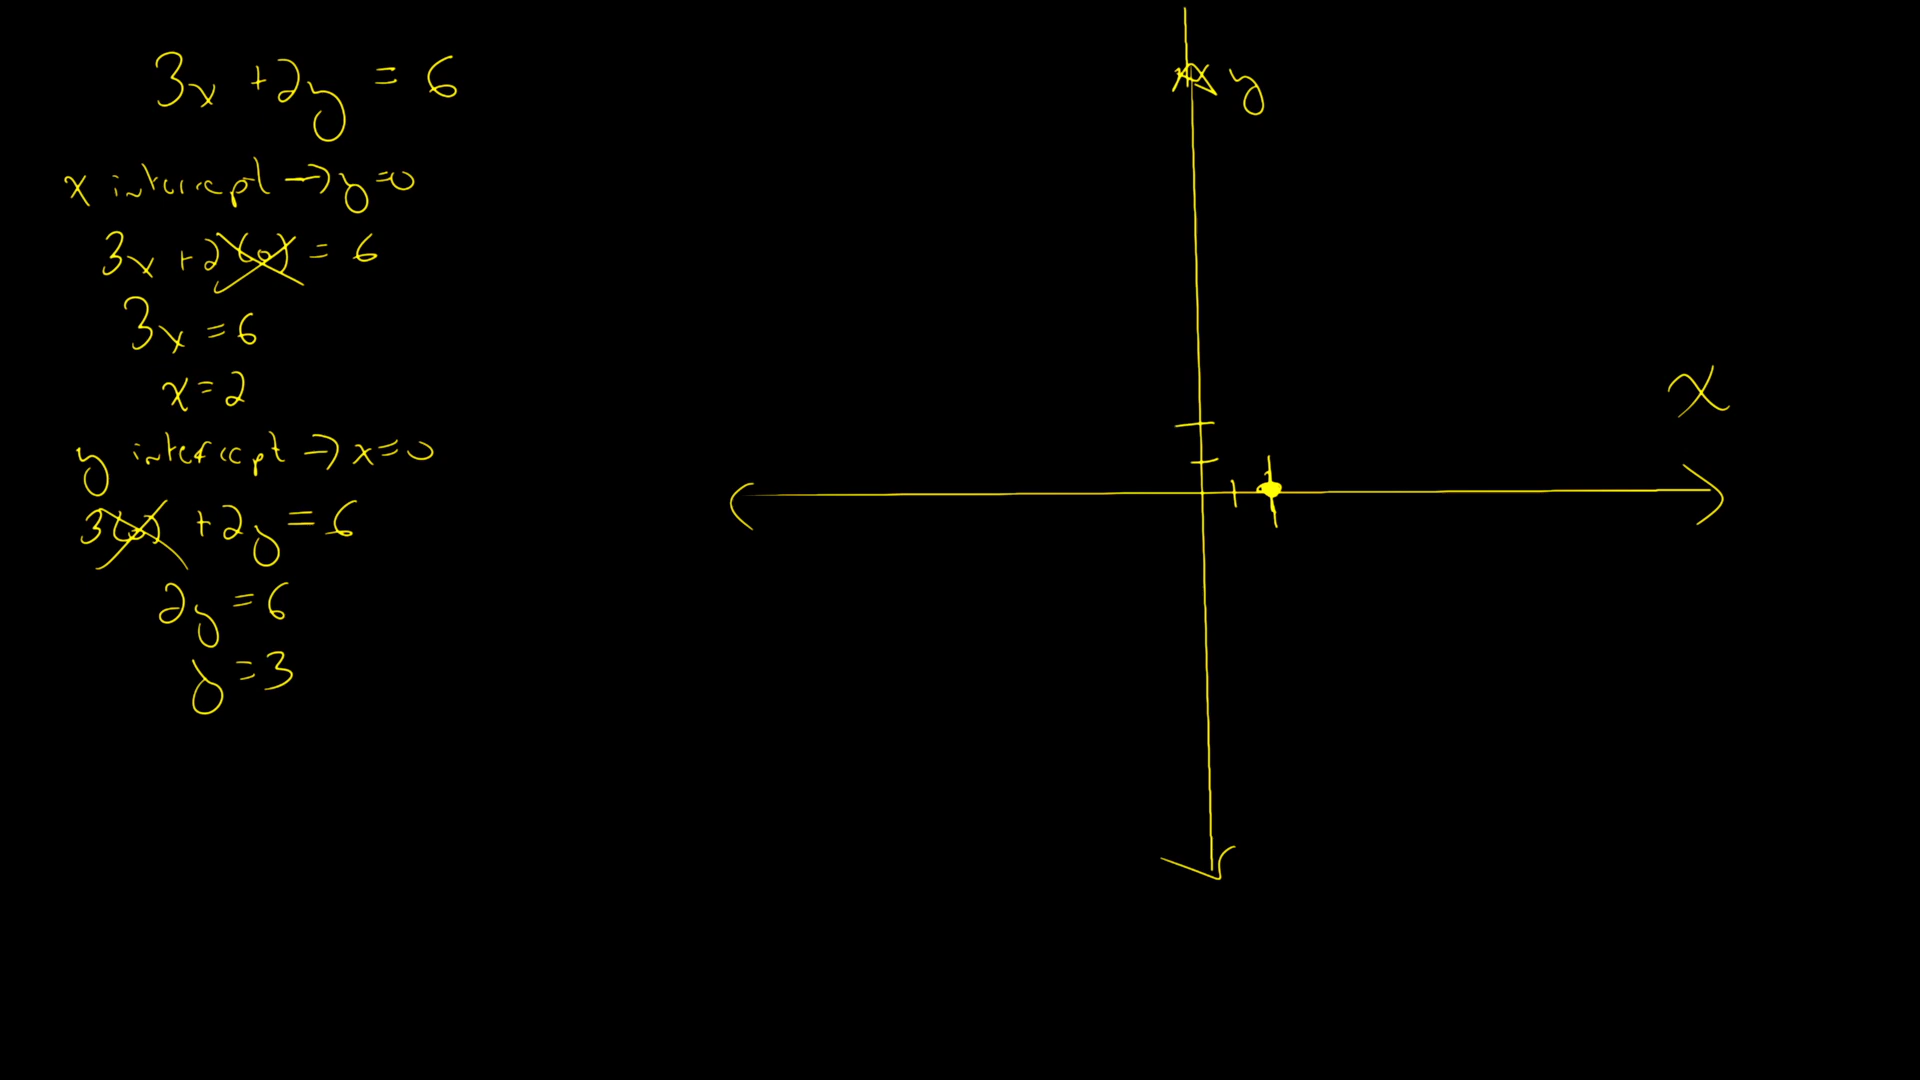 3x +2y = 6
x intercept → y=0
3x +2(0) = 6
3x = 6
x = 2
y intercept → x=0
3(0) +2y = 6
2y = 6
y = 3
y
x